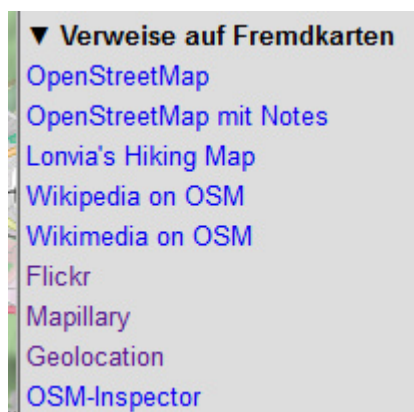 ▼ Verweise auf Fremdkarten
OpenStreetMap
OpenStreetMap mit Notes
Lonvia's Hiking Map
Wikipedia on OSM
Wikimedia on OSM
Flickr
Mapillary
Geolocation
OSM-Inspector